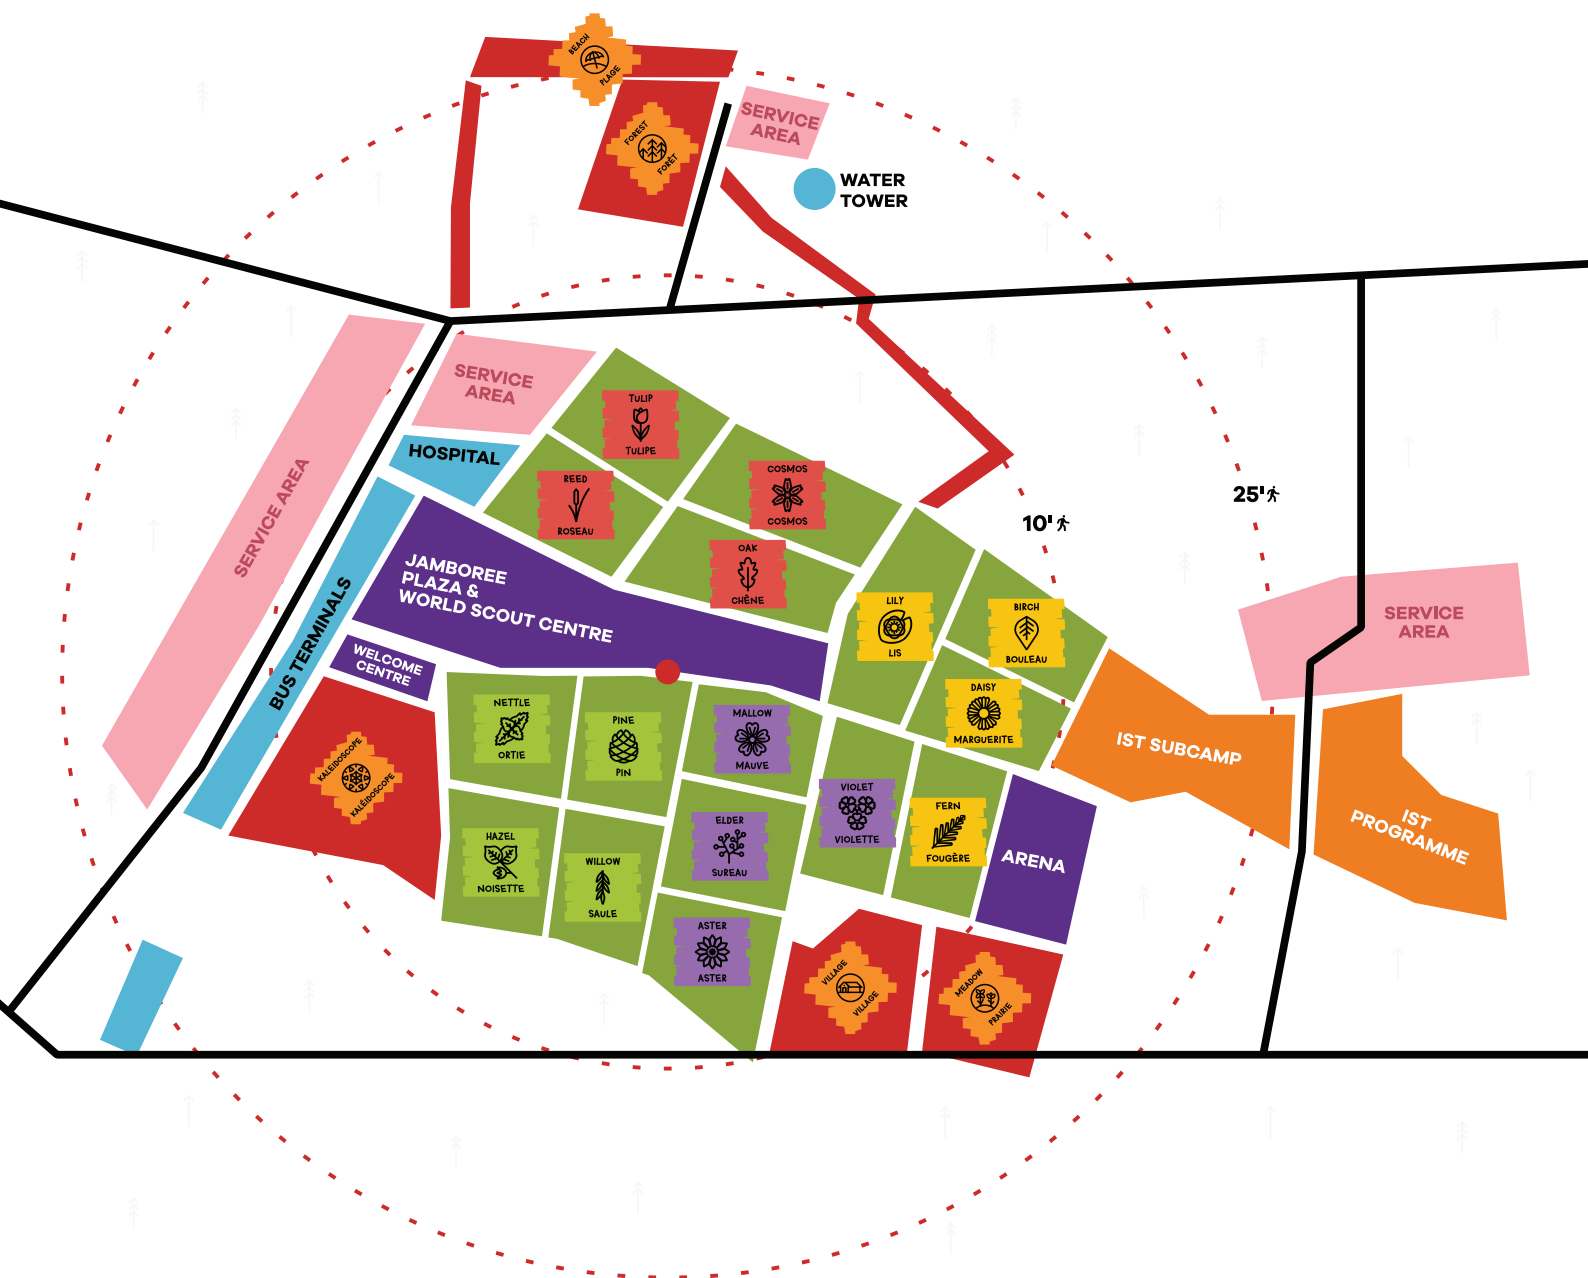 BEACH
PLAGE
FOREST
FORÊT
SERVICE
AREA
WATER
TOWER
SERVICE
AREA
HOSPITAL
TULIP
TULIPE
REED
ROSEAU
COSMOS
COSMOS
OAK
CHÊNE
SERVICE AREA
BUS TERMINALS
JAMBOREE
PLAZA &
WORLD SCOUT CENTRE
WELCOME
CENTRE
10'
25'
LILY
LIS
BIRCH
BOULEAU
DAISY
MARGUERITE
SERVICE
AREA
IST SUBCAMP
IST
PROGRAMME
KALEIDOSCOPE
KALÉIDOSCOPE
NETTLE
ORTIE
PINE
PIN
MALLOW
MAUVE
VIOLET
VIOLETTE
FERN
FOUGÈRE
ARENA
HAZEL
NOISETTE
WILLOW
SAULE
ELDER
SUREAU
ASTER
ASTER
VILLAGE
VILLAGE
MEADOW
PRAIRIE